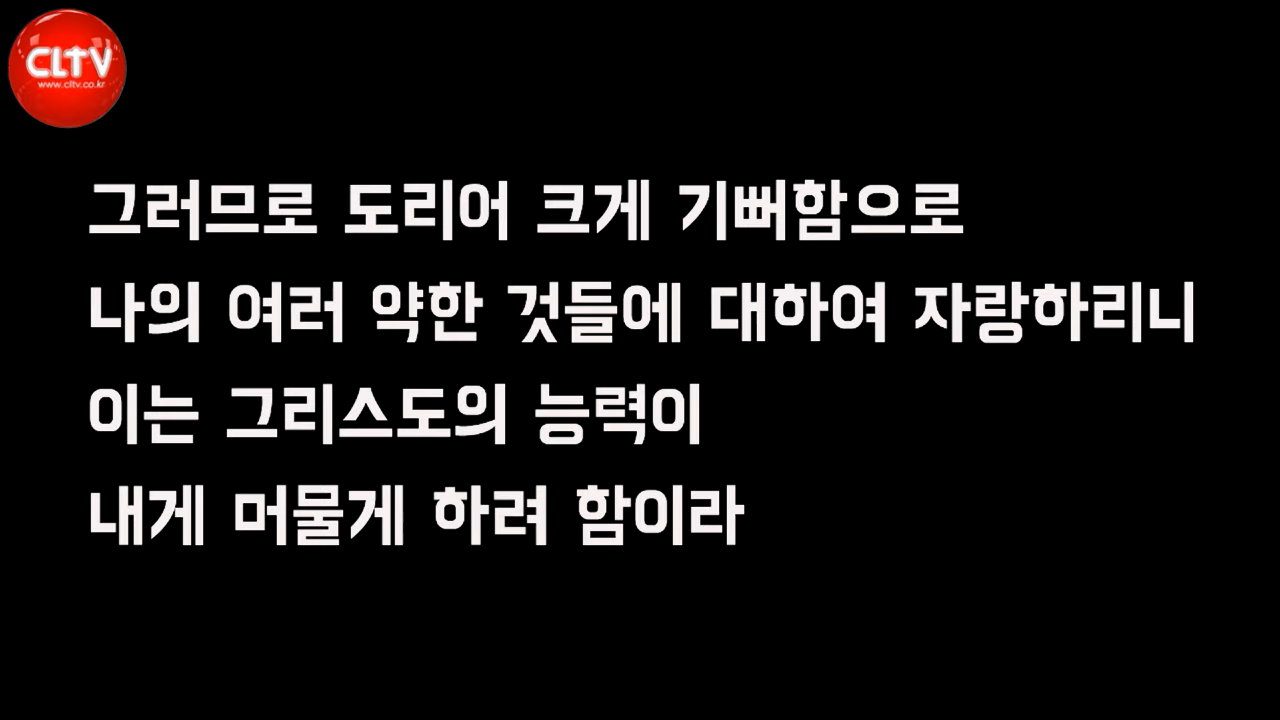 CLTV
www.cltv.co.kr
그러므로 도리어 크게 기뻐함으로
나의 여러 약한 것들에 대하여 자랑하리니
이는 그리스도의 능력이
내게 머물게 하려 함이라